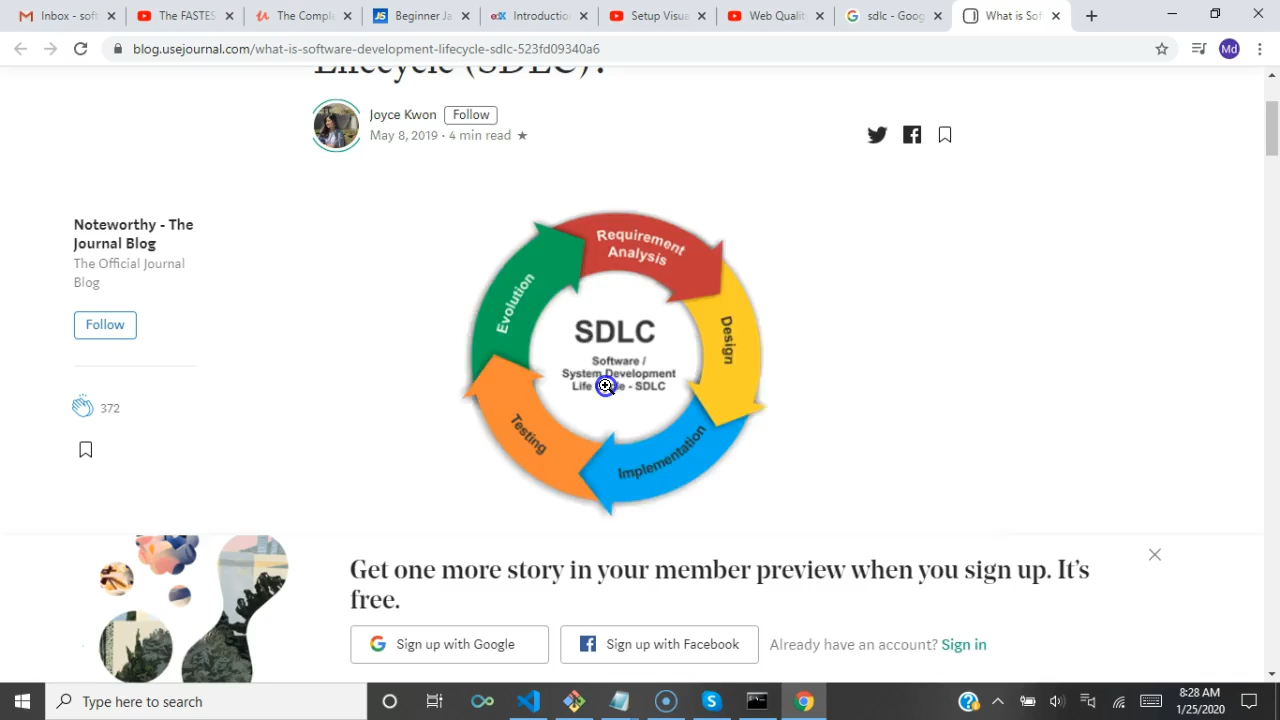 Inbox - soft
The FASTES
The Comple
Beginner Ja
Introductio
Setup Visua
Web Quality
sdlc - Goog
What is Sof
blog.usejournal.com/what-is-software-development-lifecycle-sdlc-523fd09340a6
Md
Lifecycle (SDLC)?
Joyce Kwon Follow
May 8, 2019 · 4 min read ★
Noteworthy - The
Journal Blog
The Official Journal
Blog
Follow
372
Requirement
Analysis
Design
Implementation
Testing
Evolution
SDLC
Software /
System Development
Life - SDLC
Get one more story in your member preview when you sign up. It’s
free.
Sign up with Google
Sign up with Facebook
Already have an account? Sign in
Type here to search
8:28 AM
1/25/2020